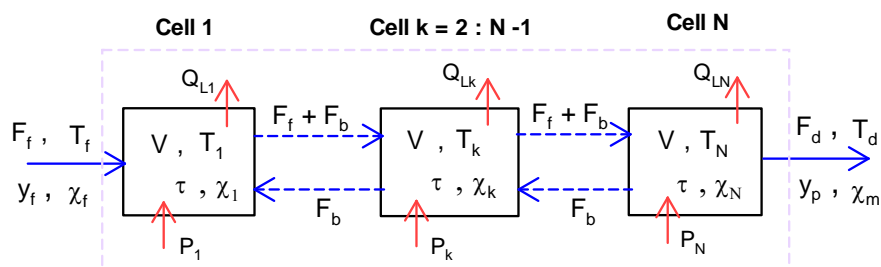 Cell 1 Cell k = 2 : N -1 Cell N
Q_L1 Q_Lk Q_LN
F_f , T_f V , T_1 F_f + F_b V , T_k F_f + F_b V , T_N F_d , T_d
y_f , χ_f τ , χ_1 F_b τ , χ_k F_b τ , χ_N y_p , χ_m
P_1 P_k P_N